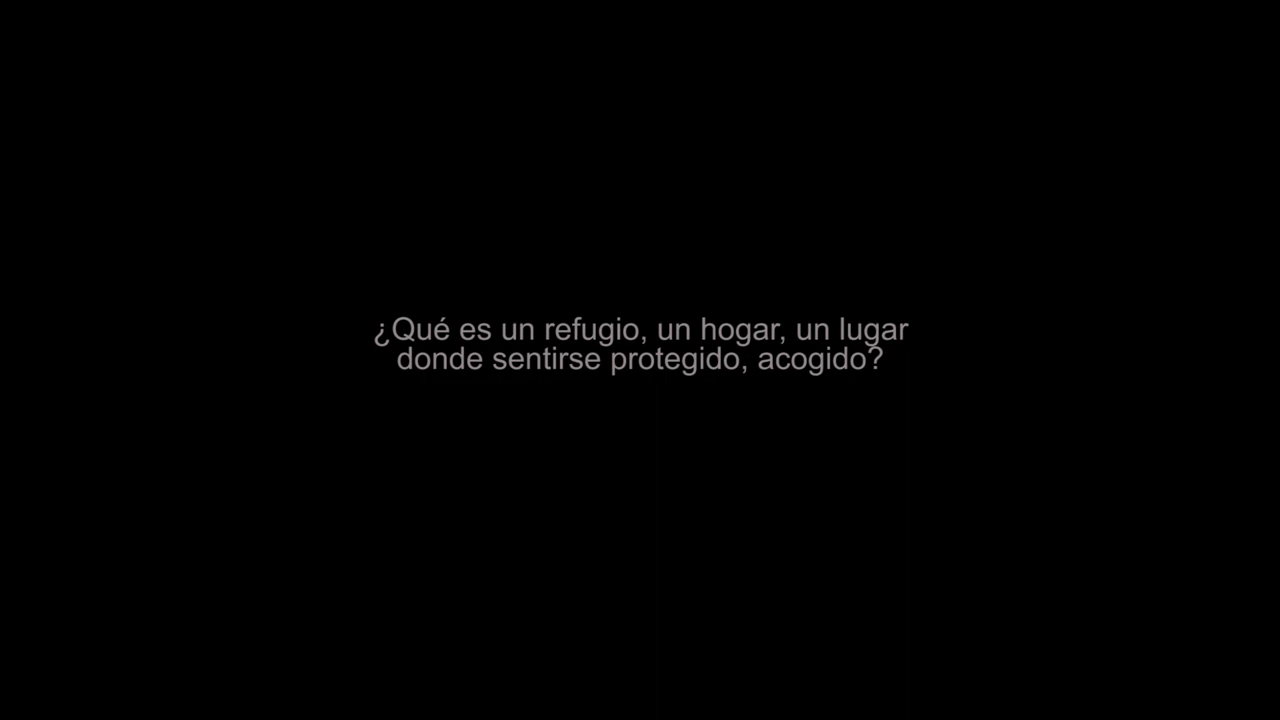 ¿Qué es un refugio, un hogar, un lugar
donde sentirse protegido, acogido?